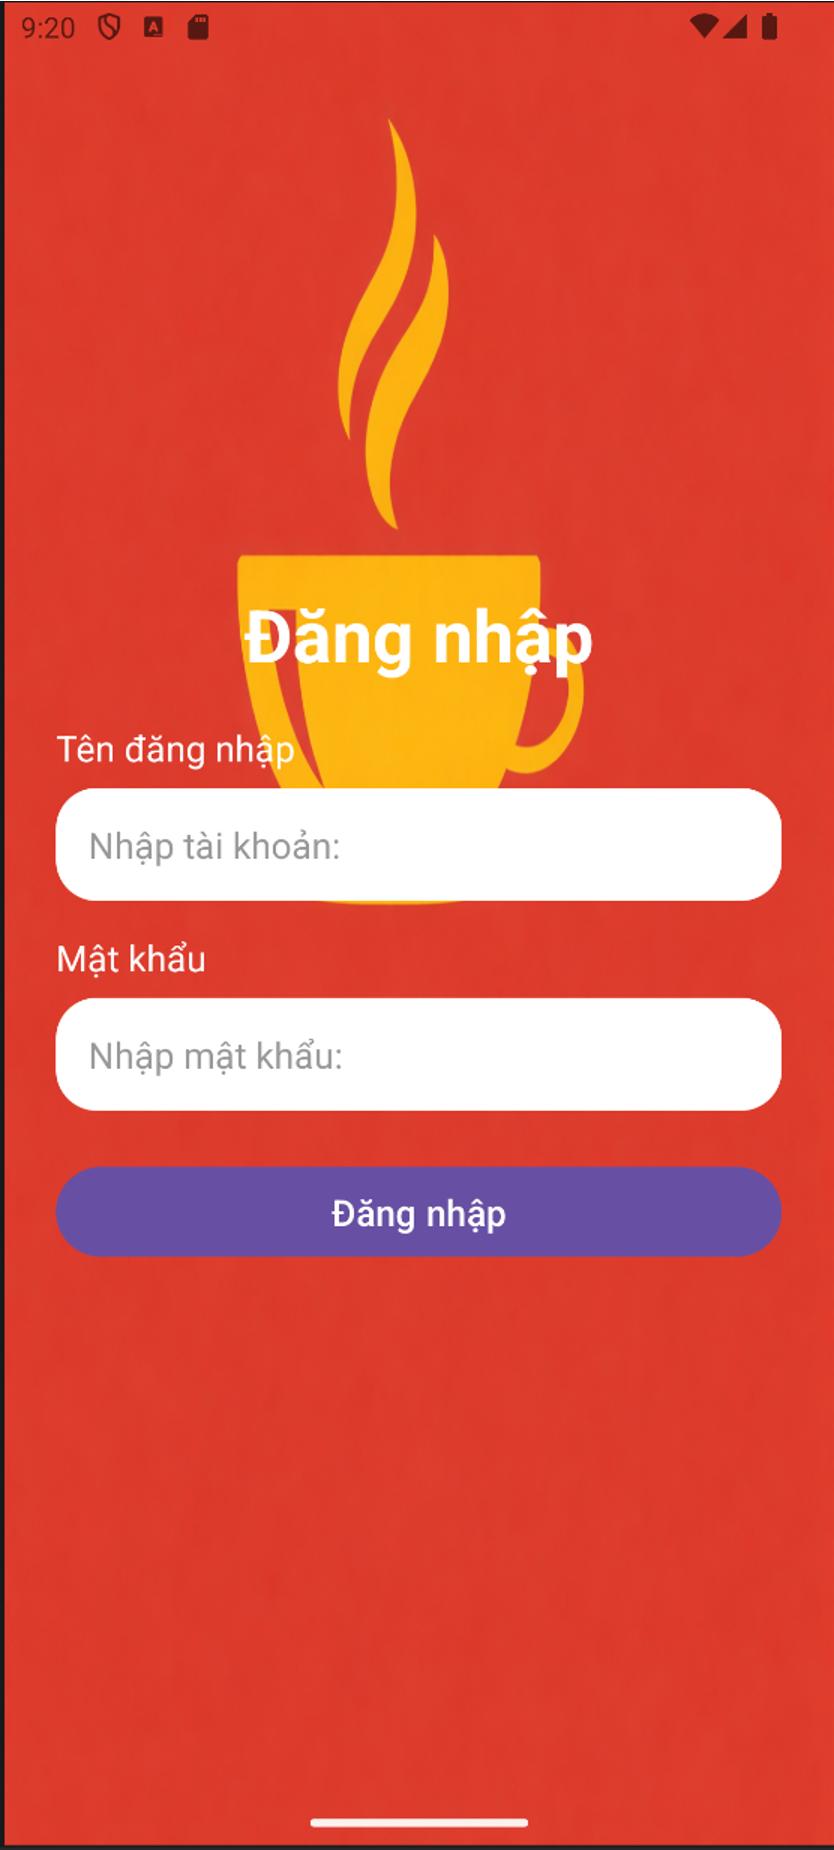 9:20
Đăng nhập
Tên đăng nhập
Nhập tài khoản:
Mật khẩu
Nhập mật khẩu:
Đăng nhập